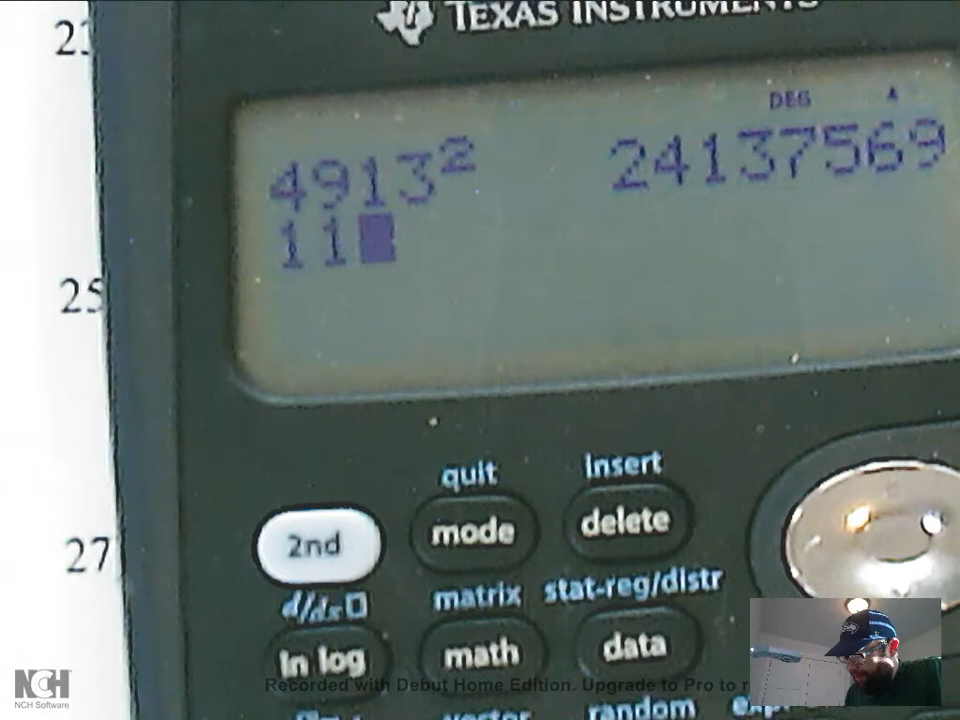 TEXAS INSTRUMENTS
DEG
4913² 24137569
11
25
27
quit
insert
2nd
mode
delete
d/dx□
matrix
stat-reg/distr
ln log
math
data
vector
random
Recorded with Debut Home Edition. Upgrade to Pro to r
NCH
NCH Software